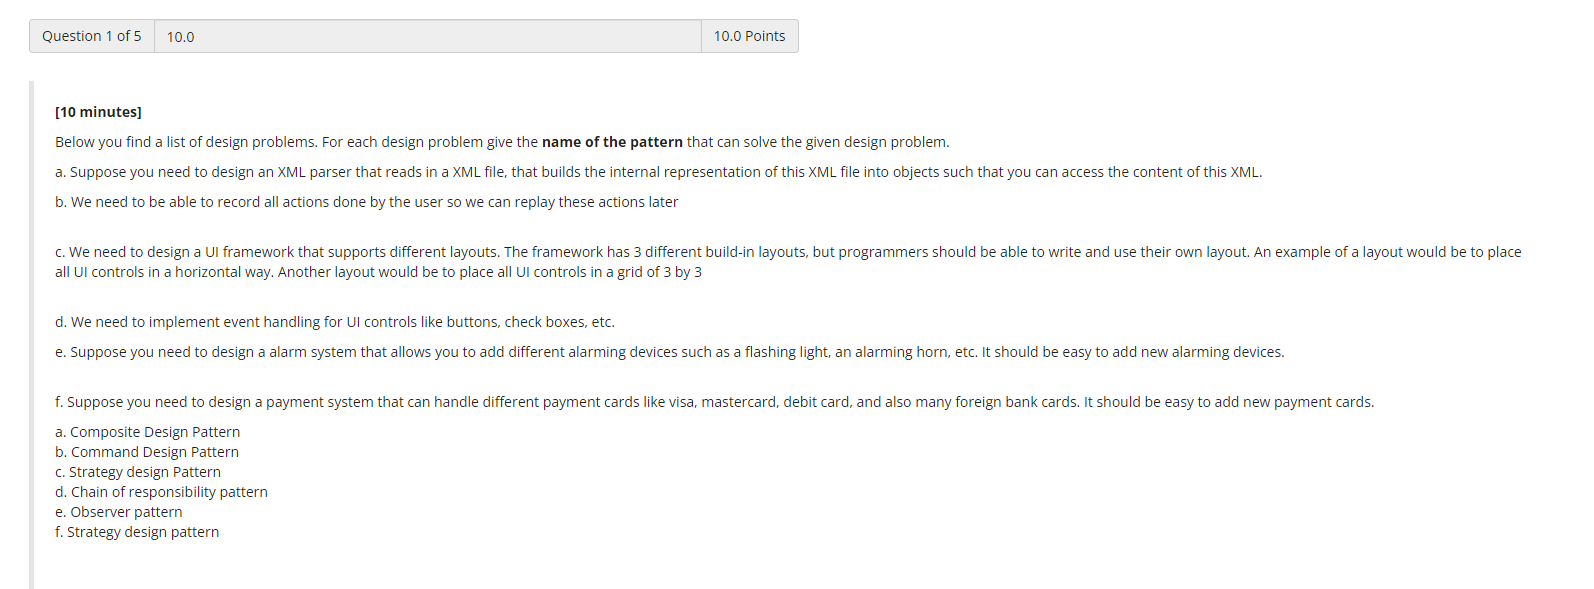 Question 1 of 5 10.0 10.0 Points
[10 minutes]
Below you find a list of design problems. For each design problem give the name of the pattern that can solve the given design problem.
a. Suppose you need to design an XML parser that reads in a XML file, that builds the internal representation of this XML file into objects such that you can access the content of this XML.
b. We need to be able to record all actions done by the user so we can replay these actions later
c. We need to design a UI framework that supports different layouts. The framework has 3 different build-in layouts, but programmers should be able to write and use their own layout. An example of a layout would be to place
all UI controls in a horizontal way. Another layout would be to place all UI controls in a grid of 3 by 3
d. We need to implement event handling for UI controls like buttons, check boxes, etc.
e. Suppose you need to design a alarm system that allows you to add different alarming devices such as a flashing light, an alarming horn, etc. It should be easy to add new alarming devices.
f. Suppose you need to design a payment system that can handle different payment cards like visa, mastercard, debit card, and also many foreign bank cards. It should be easy to add new payment cards.
a. Composite Design Pattern
b. Command Design Pattern
c. Strategy design Pattern
d. Chain of responsibility pattern
e. Observer pattern
f. Strategy design pattern